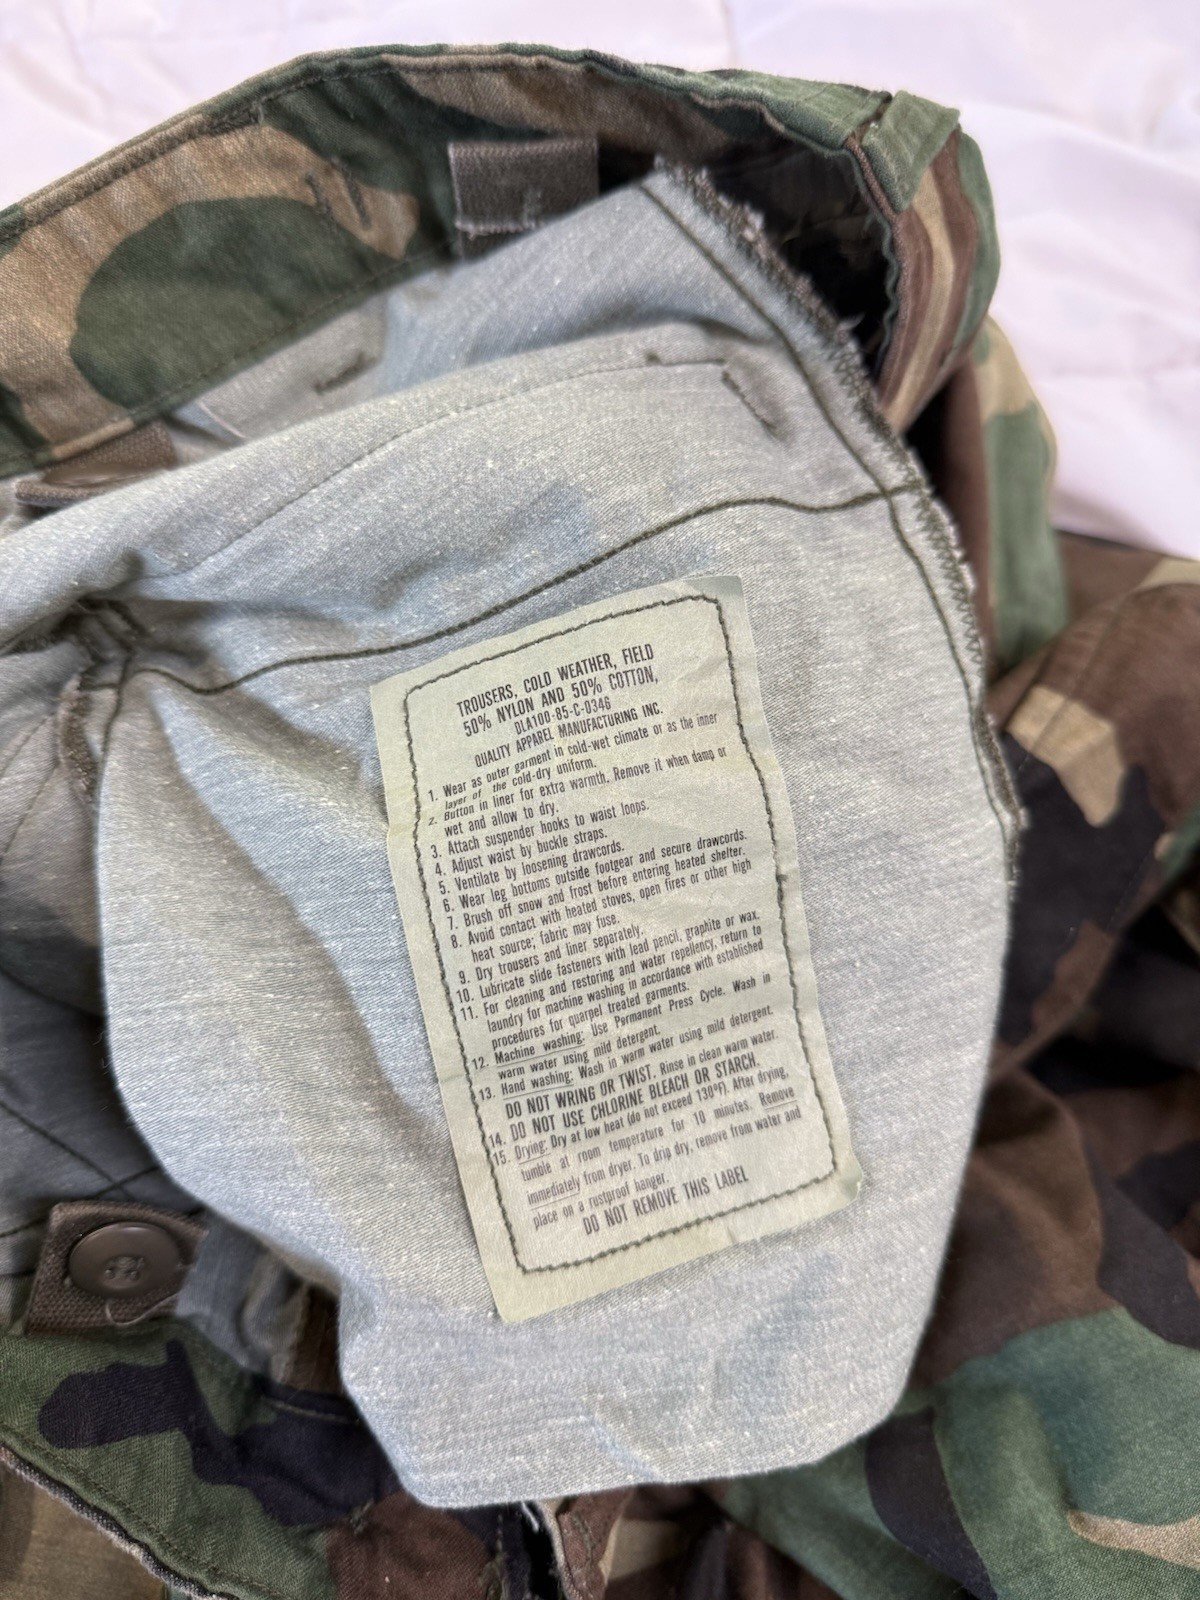 TROUSERS, COLD WEATHER, FIELD
50% NYLON AND 50% COTTON,
DLA100-85-C-0346
QUALITY APPAREL MANUFACTURING INC.
1. Wear as outer garment in cold-wet climate or as the inner
layer of the cold-dry uniform.
2. Button in liner for extra warmth. Remove it when damp or
wet and allow to dry.
3. Attach suspender hooks to waist loops.
4. Adjust waist by buckle straps.
5. Ventilate by loosening drawcords.
6. Wear leg bottoms outside footgear and secure drawcords.
7. Brush off snow and frost before entering heated shelter.
8. Avoid contact with heated stoves, open fires or other high
heat source; fabric may fuse.
9. Dry trousers and liner separately.
10. Lubricate slide fasteners with lead pencil, graphite or wax.
11. For cleaning and restoring and water repellency, return to
laundry for machine washing in accordance with established
procedures for quarpel treated garments.
12. Machine washing: Use Permanent Press Cycle. Wash in
warm water using mild detergent.
13. Hand washing: Wash in warm water using mild detergent.
DO NOT WRING OR TWIST. Rinse in clean warm water.
14. DO NOT USE CHLORINE BLEACH OR STARCH.
15. Drying: Dry at low heat (do not exceed 130°F). After drying,
tumble at room temperature for 10 minutes. Remove
immediately from dryer. To drip dry, remove from water and
place on a rustproof hanger.
DO NOT REMOVE THIS LABEL